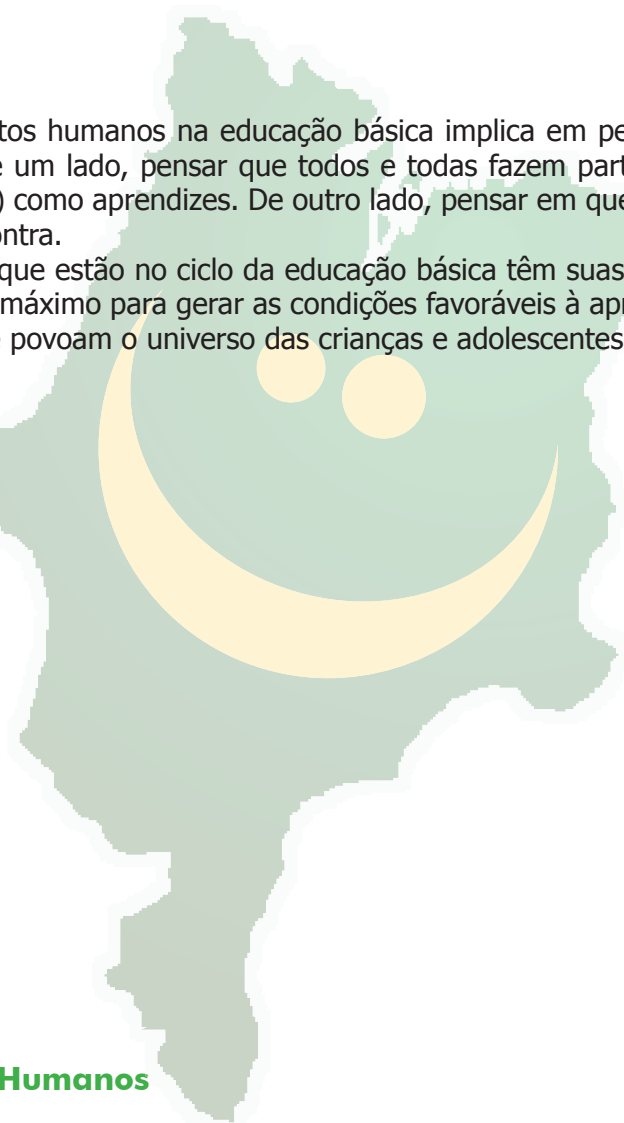 tos humanos na educação básica implica em pe
e um lado, pensar que todos e todas fazem part
) como aprendizes. De outro lado, pensar em que
ontra.
que estão no ciclo da educação básica têm suas
máximo para gerar as condições favoráveis à apr
e povoam o universo das crianças e adolescentes
Humanos